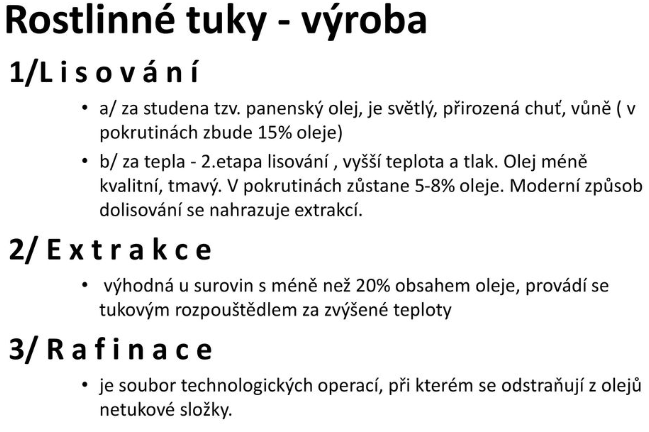 Rostlinné tuky - výroba
1/L i s o v á n í
• a/ za studena tzv. panenský olej, je světlý, přirozená chuť, vůně ( v
pokrutinách zbude 15% oleje)
• b/ za tepla - 2.etapa lisování , vyšší teplota a tlak. Olej méně
kvalitní, tmavý. V pokrutinách zůstane 5-8% oleje. Moderní způsob
dolisování se nahrazuje extrakcí.
2/ E x t r a k c e
• výhodná u surovin s méně než 20% obsahem oleje, provádí se
tukovým rozpouštědlem za zvýšené teploty
3/ R a f i n a c e
• je soubor technologických operací, při kterém se odstraňují z olejů
netukové složky.